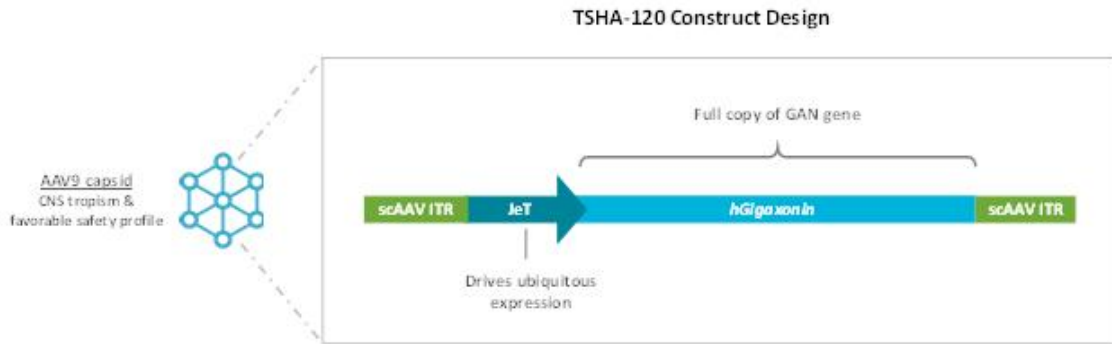 TSHA-120 Construct Design
Full copy of GAN gene
AAV9 capsid
CNS tropism &
favorable safety profile
scAAV ITR
JeT
hGigaxonin
scAAV ITR
Drives ubiquitous
expression